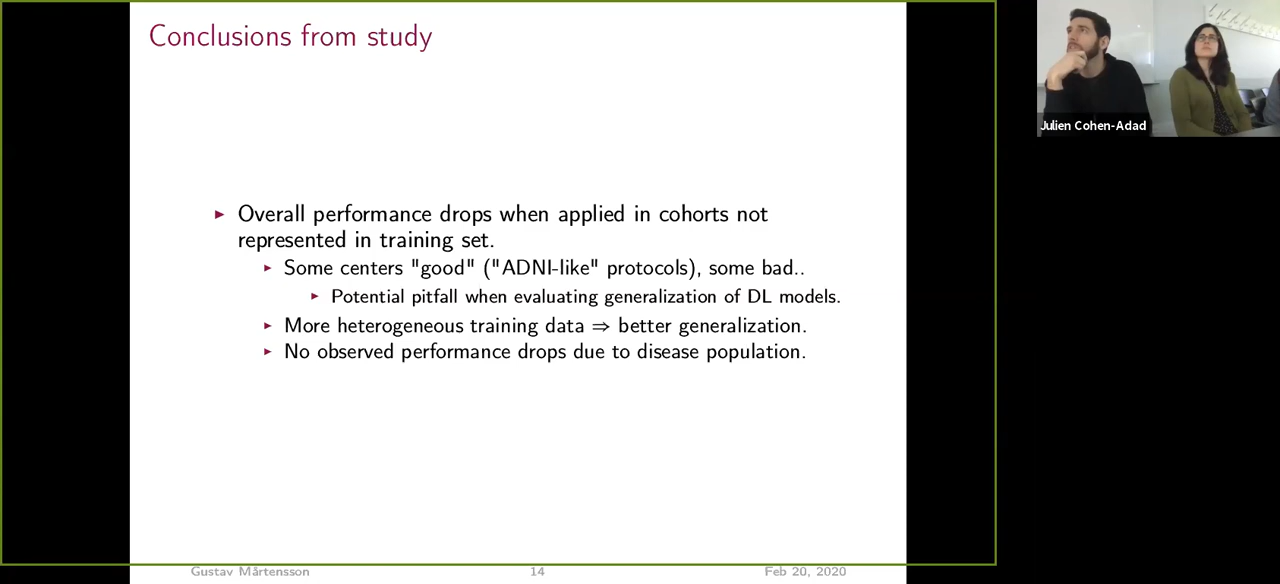 Conclusions from study
► Overall performance drops when applied in cohorts not
represented in training set.
► Some centers "good" ("ADNI-like" protocols), some bad..
► Potential pitfall when evaluating generalization of DL models.
► More heterogeneous training data ⇒ better generalization.
► No observed performance drops due to disease population.
Gustav Mårtensson 14 Feb 20, 2020
Julien Cohen-Adad